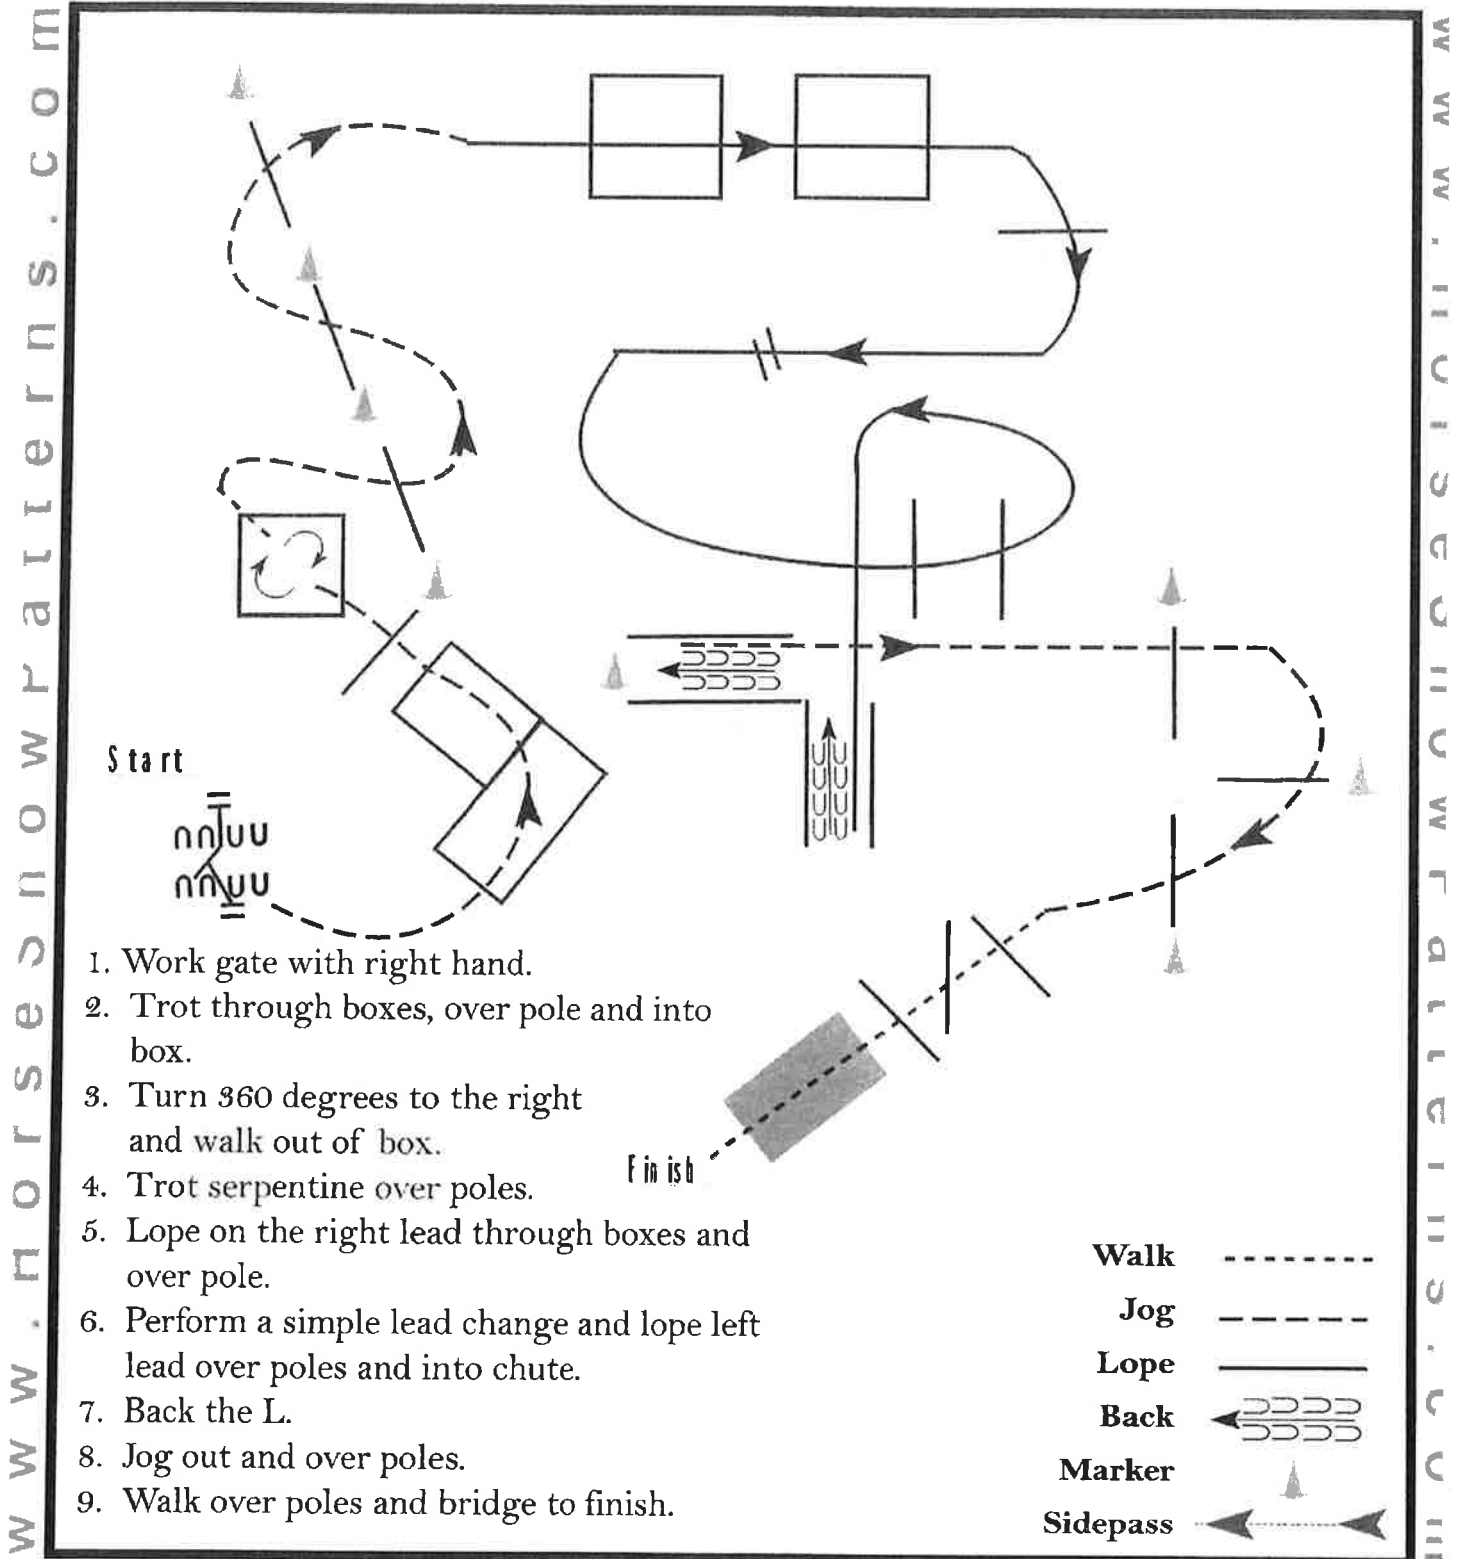 www.HorseShowPatterns.com
Start
1. Work gate with right hand.
2. Trot through boxes, over pole and into
box.
3. Turn 360 degrees to the right
and walk out of box.
4. Trot serpentine over poles.
5. Lope on the right lead through boxes and
over pole.
6. Perform a simple lead change and lope left
lead over poles and into chute.
7. Back the L.
8. Jog out and over poles.
9. Walk over poles and bridge to finish.
Finish
Walk
Jog
Lope
Back
Marker
Sidepass
www.HorseShowPatterns.com